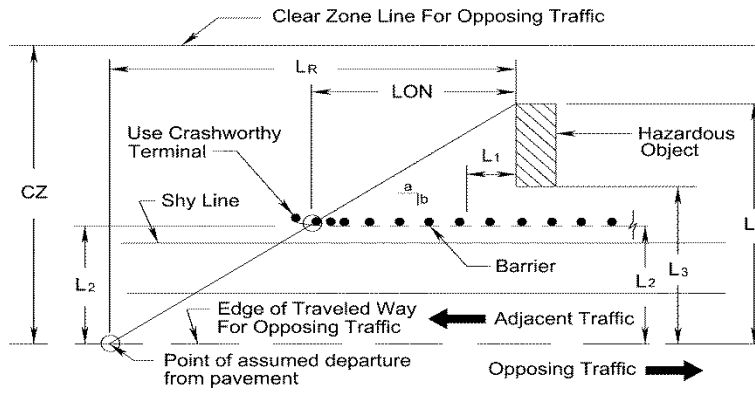 Clear Zone Line For Opposing Traffic
LR
LON
Use Crashworthy
Terminal
L1
Hazardous
Object
CZ
a
b
Shy Line
L
L3
L2
L2
Barrier
Edge of Traveled Way
For Opposing Traffic
Adjacent Traffic
Point of assumed departure
from pavement
Opposing Traffic